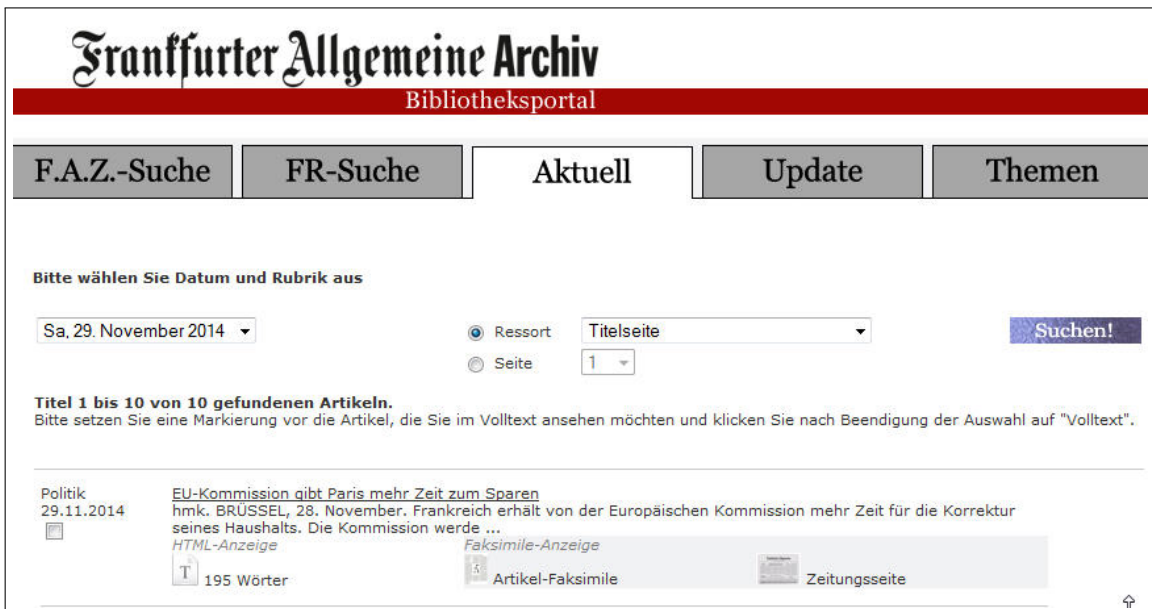 Frankfurter Allgemeine Archiv
Bibliotheksportal
F.A.Z.-Suche FR-Suche Aktuell Update Themen
Bitte wählen Sie Datum und Rubrik aus
Sa, 29. November 2014 Ressort Titelseite Suchen!
Seite 1
Titel 1 bis 10 von 10 gefundenen Artikeln.
Bitte setzen Sie eine Markierung vor die Artikel, die Sie im Volltext ansehen möchten und klicken Sie nach Beendigung der Auswahl auf "Volltext".
Politik EU-Kommission gibt Paris mehr Zeit zum Sparen
29.11.2014 hmk. BRÜSSEL, 28. November. Frankreich erhält von der Europäischen Kommission mehr Zeit für die Korrektur
seines Haushalts. Die Kommission werde ...
HTML-Anzeige Faksimile-Anzeige
T 195 Wörter Artikel-Faksimile Zeitungsseite